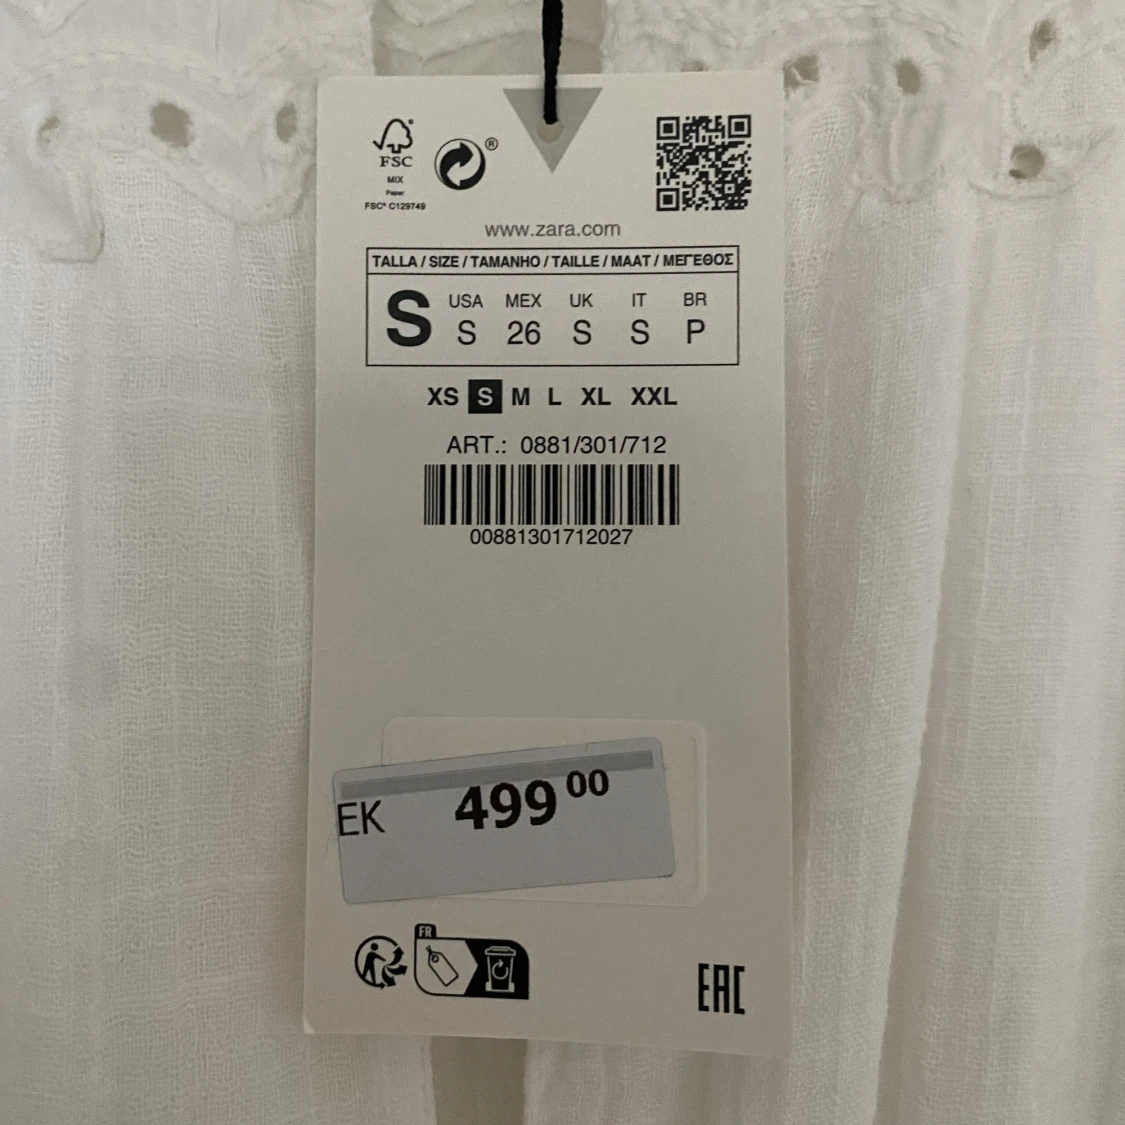 FSC®
MIX
Paper
FSC® C129749
®
www.zara.com
TALLA / SIZE / TAMANHO / TAILLE / MAAT / ΜΕΓΕΘΟΣ
S
USA MEX UK IT BR
S 26 S S P
XS S M L XL XXL
ART.: 0881/301/712
00881301712027
EK 499 00
FR
EAC